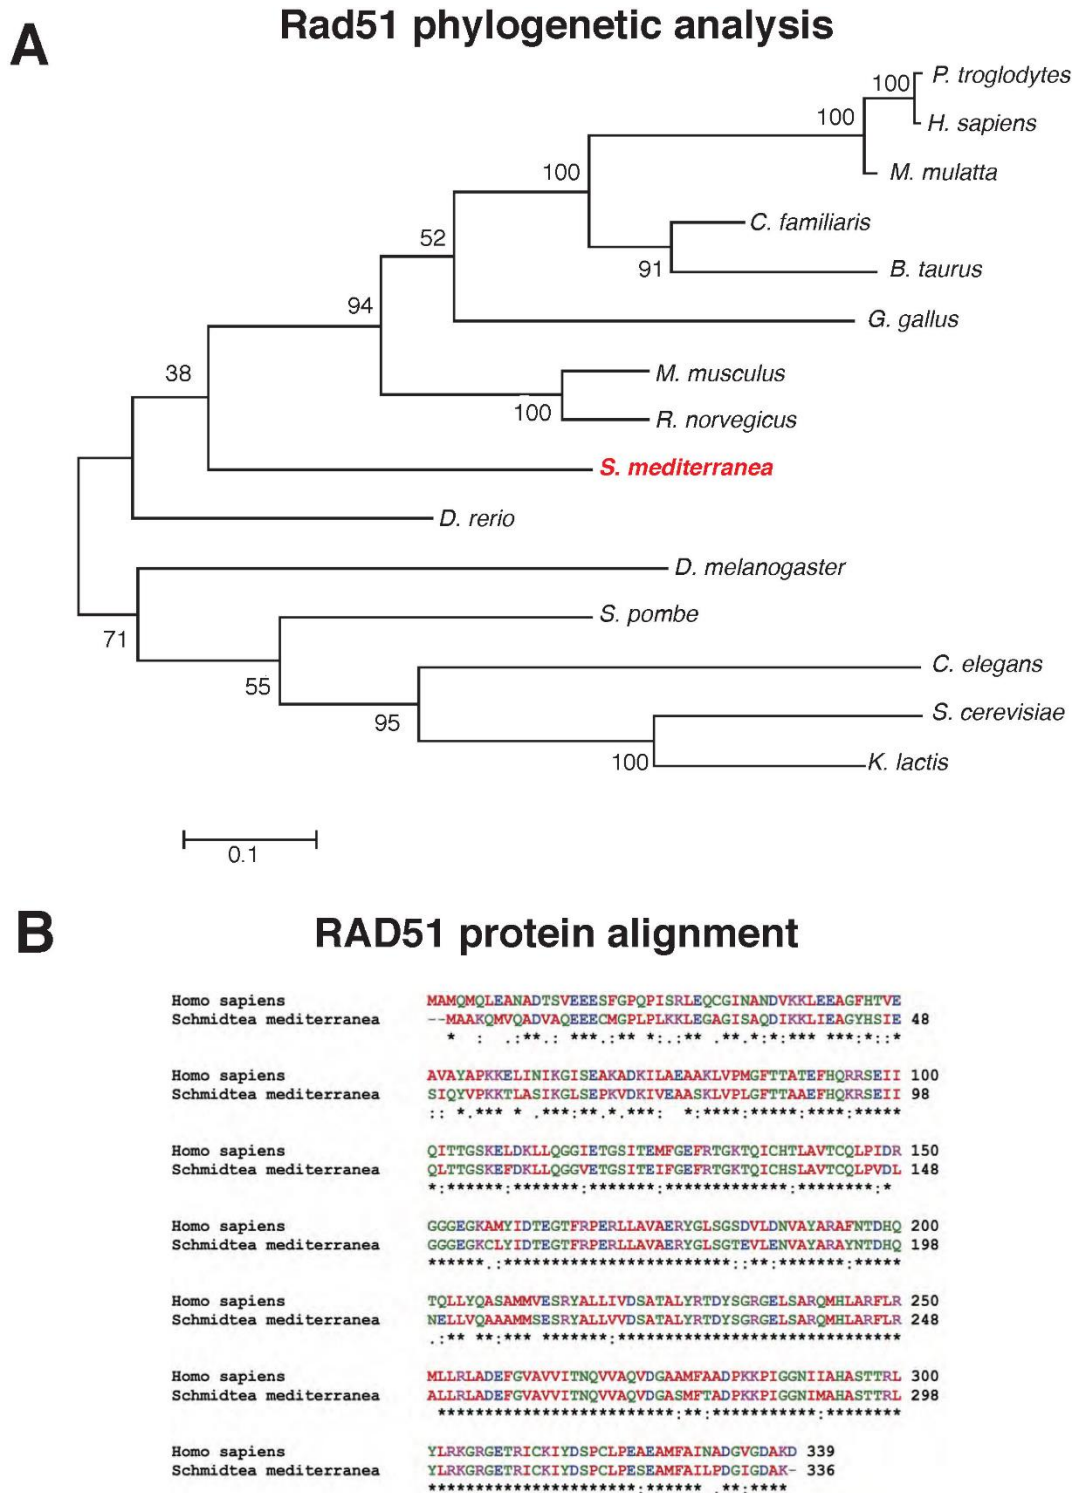 A
Rad51 phylogenetic analysis
P. troglodytes
100
H. sapiens
100
M. mulatta
100
C. familiaris
52
91
B. taurus
94
G. gallus
38
M. musculus
100
R. norvegicus
S. mediterranea
D. rerio
D. melanogaster
S. pombe
71
C. elegans
55
S. cerevisiae
95
100
K. lactis
0.1
B
RAD51 protein alignment
Homo sapiens MAMQMQLEANADTSVEEESFGPQPISRLEQCGINANDVKKLEEAGFHTVE
Schmidtea mediterranea --MAAKQMVQADVAQEEECMGPLPLKKLEGAGISAQDIKKLIEAGYHSIE 48
* : .:**.: ***.:** *:.:** .**.*:*:*** ***:*::*
Homo sapiens AVAYAPKKELINIKGISEAKADKILAEAAKLVPMGFTTATEFHQRRSEII 100
Schmidtea mediterranea SIQYVPKKTLASIKGLSEPKVDKIVEAASKLVPLGFTTAAEFHQKRSEII 98
:: *.*** * .***:**.*.***: *:****:*****:****:*****
Homo sapiens QITTGSKELDKLLQGGIETGSITEMFGEFRTGKTQICHTLAVTCQLPIDR 150
Schmidtea mediterranea QLTTGSKEFDKLLQGGVETGSITEIFGEFRTGKTQICHSLAVTCQLPVDL 148
*:******:*******:*******:*************:********:*
Homo sapiens GGGEGKAMYIDTEGTFRPERLLAVAERYGLSGSDVLDNVAYARAFNTDHQ 200
Schmidtea mediterranea GGGEGKCLYIDTEGTFRPERLLAVAERYGLSGTEVLENVAYARAYNTDHQ 198
******.:************************::**:*******:*****
Homo sapiens TQLLYQASAMMVESRYALLIVDSATALYRTDYSGRGELSARQMHLARFLR 250
Schmidtea mediterranea NELLVQAAAMMSESRYALLVVDSATALYRTDYSGRGELSARQMHLARFLR 248
.:** **:*** *******:******************************
Homo sapiens MLLRLADEFGVAVVITNQVVAQVDGAAMFAADPKKPIGGNIIAHASTTRL 300
Schmidtea mediterranea ALLRLADEFGVAVVITNQVVAQVDGASMFTADPKKPIGGNIMAHASTTRL 298
*************************:**:***********:********
Homo sapiens YLRKGRGETRICKIYDSPCLPEAEAMFAINADGVGDAKD 339
Schmidtea mediterranea YLRKGRGETRICKIYDSPCLPESEAMFAILPDGIGDAK- 336
**********************:****** .**:****